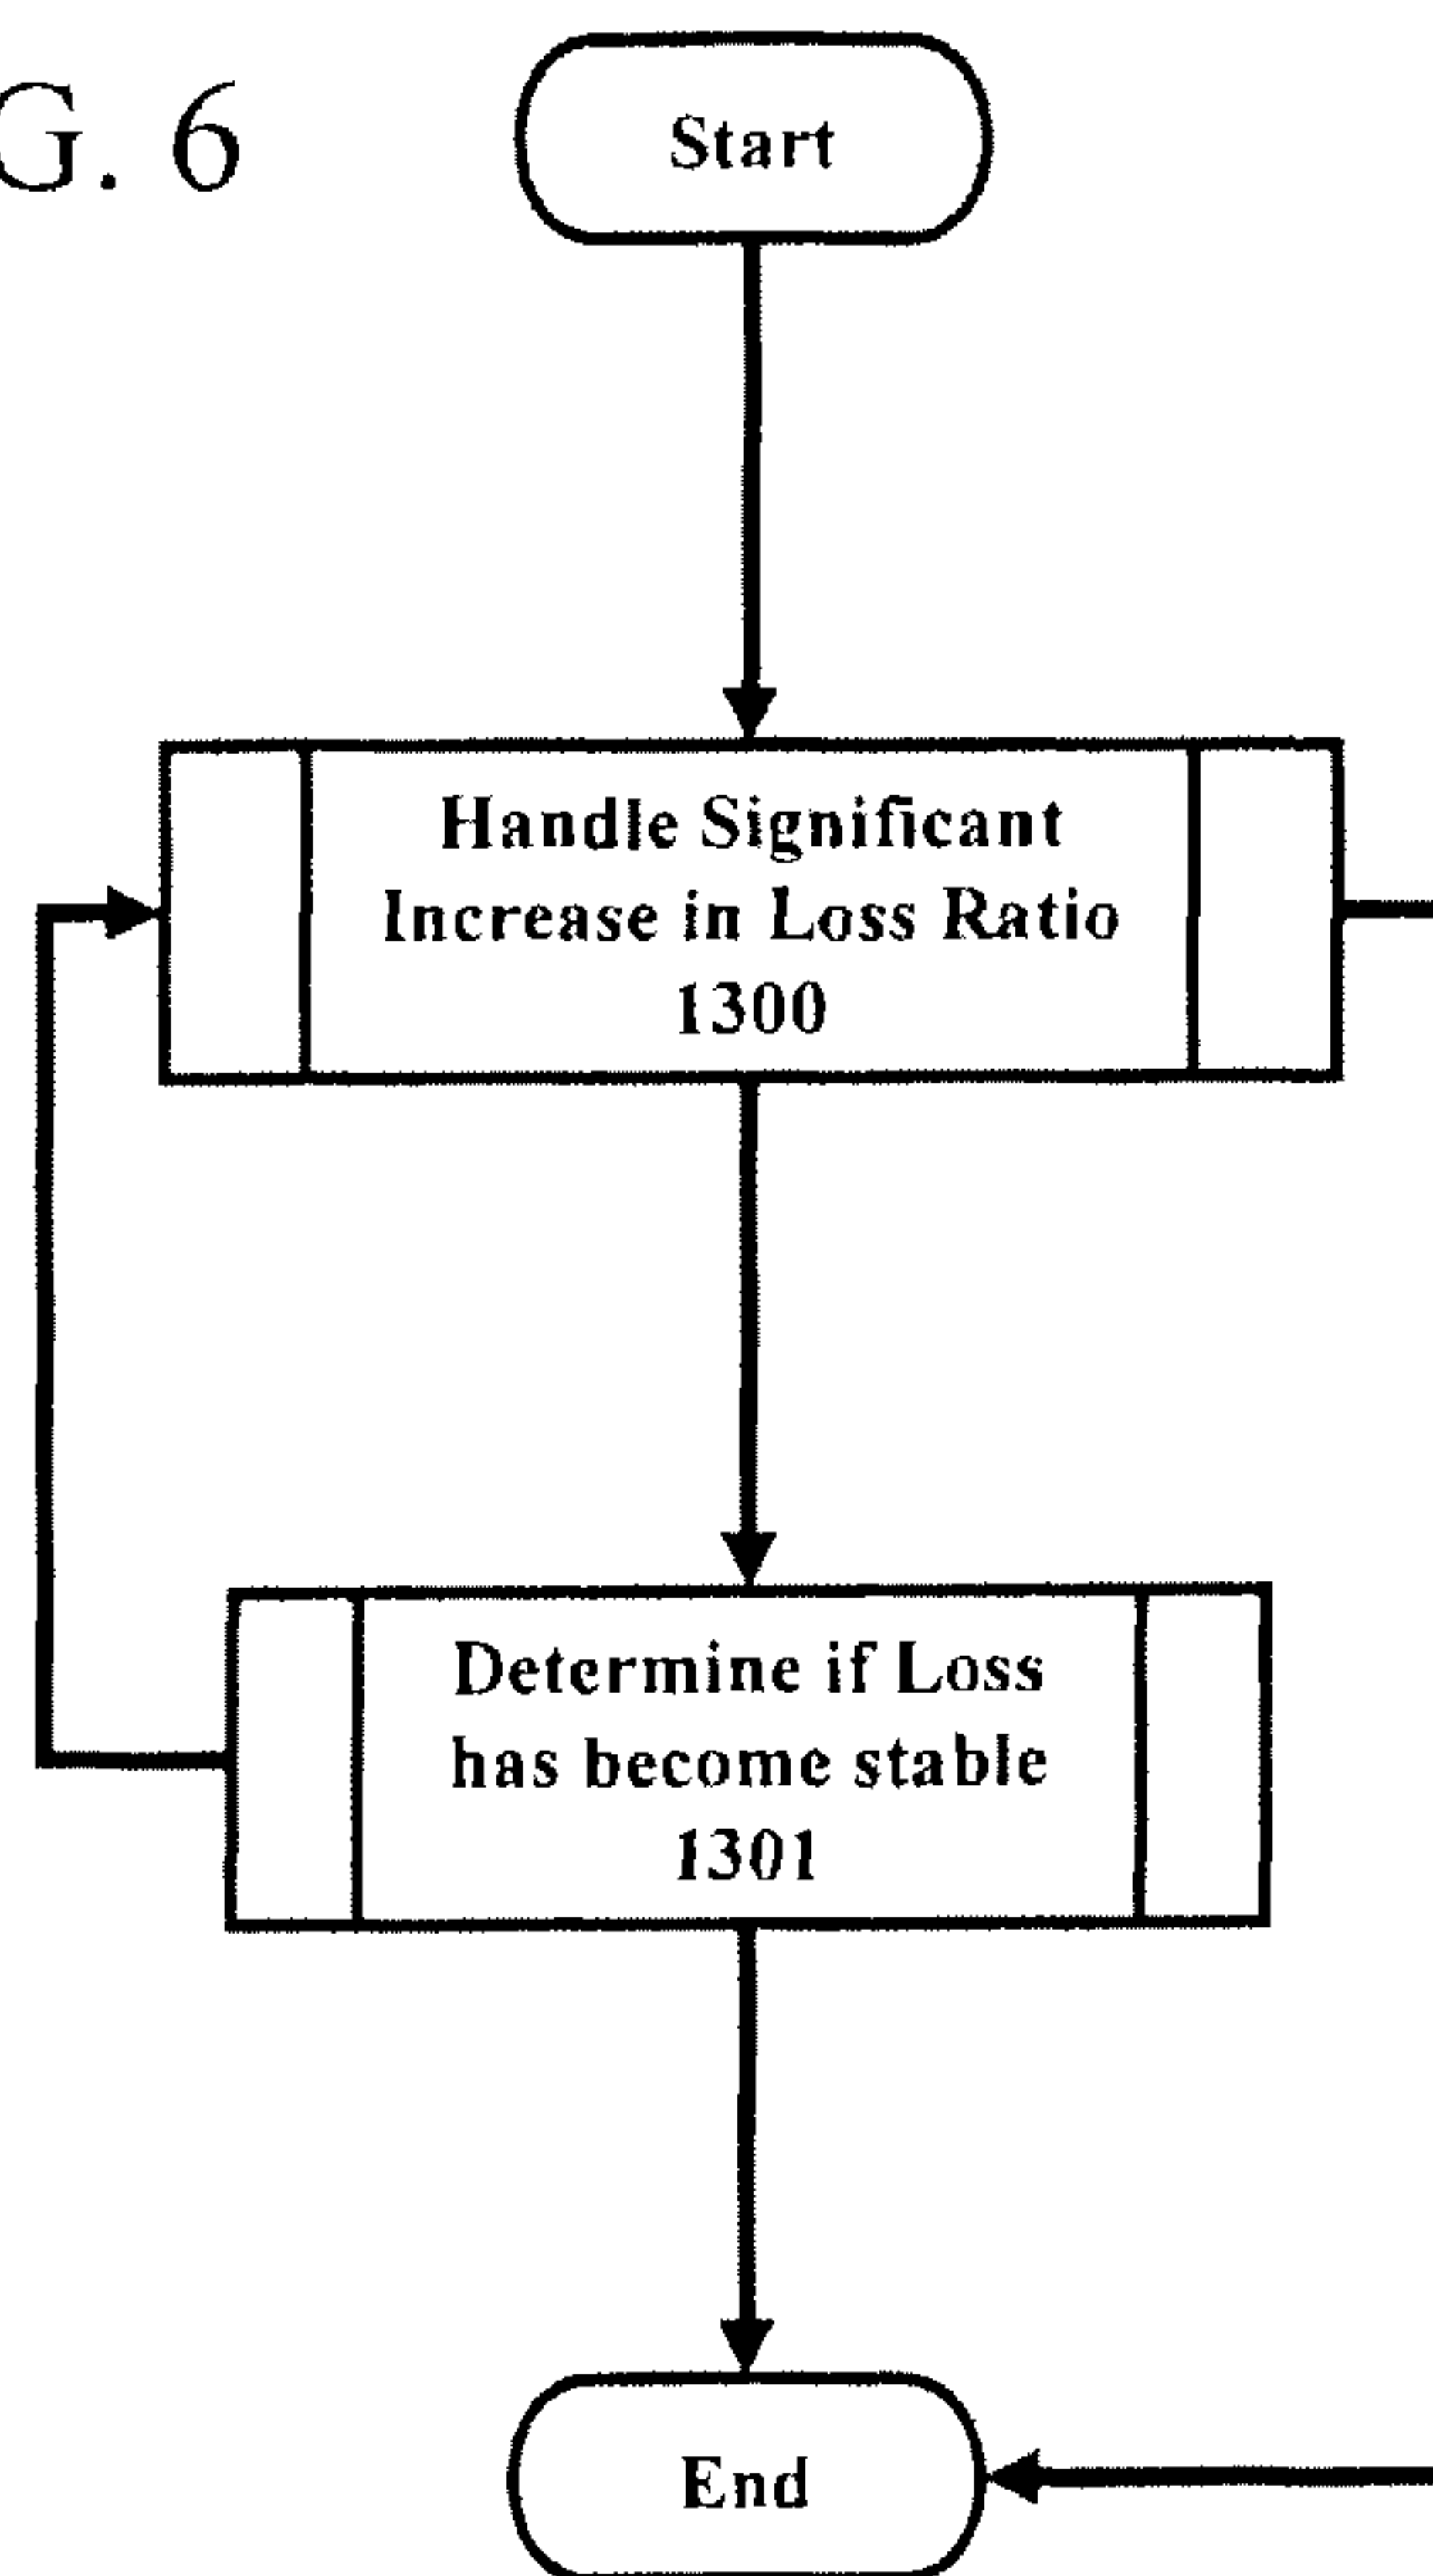 G. 6
Start
Handle Significant
Increase in Loss Ratio
1300
Determine if Loss
has become stable
1301
End